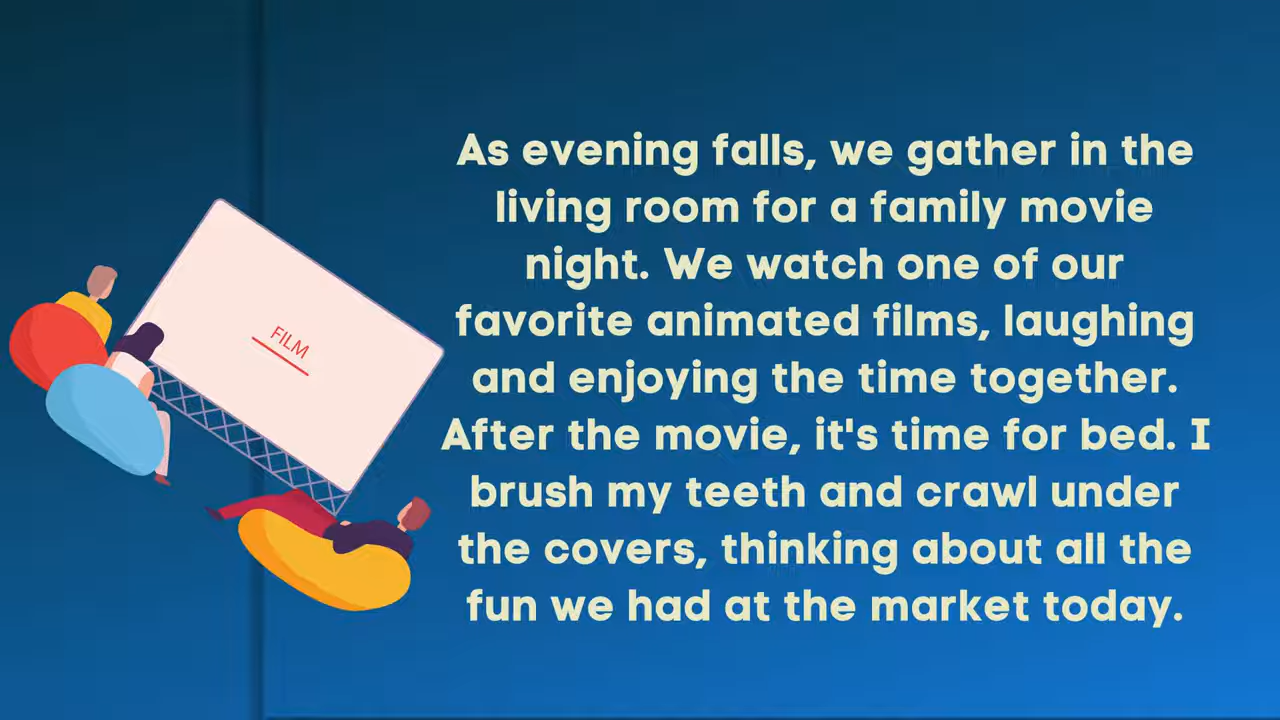 FILM
As evening falls, we gather in the
living room for a family movie
night. We watch one of our
favorite animated films, laughing
and enjoying the time together.
After the movie, it's time for bed. I
brush my teeth and crawl under
the covers, thinking about all the
fun we had at the market today.